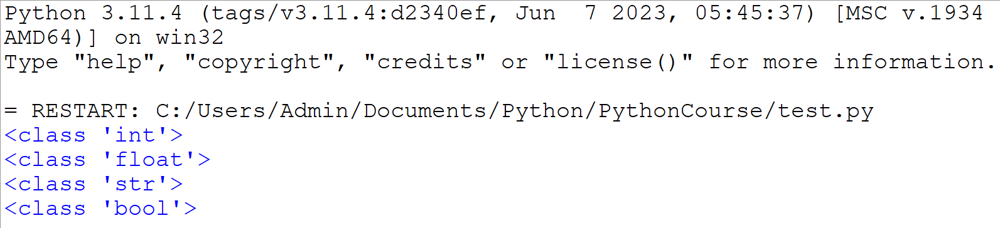 Python 3.11.4 (tags/v3.11.4:d2340ef, Jun  7 2023, 05:45:37) [MSC v.1934
AMD64)] on win32
Type "help", "copyright", "credits" or "license()" for more information.
= RESTART: C:/Users/Admin/Documents/Python/PythonCourse/test.py
<class 'int'>
<class 'float'>
<class 'str'>
<class 'bool'>